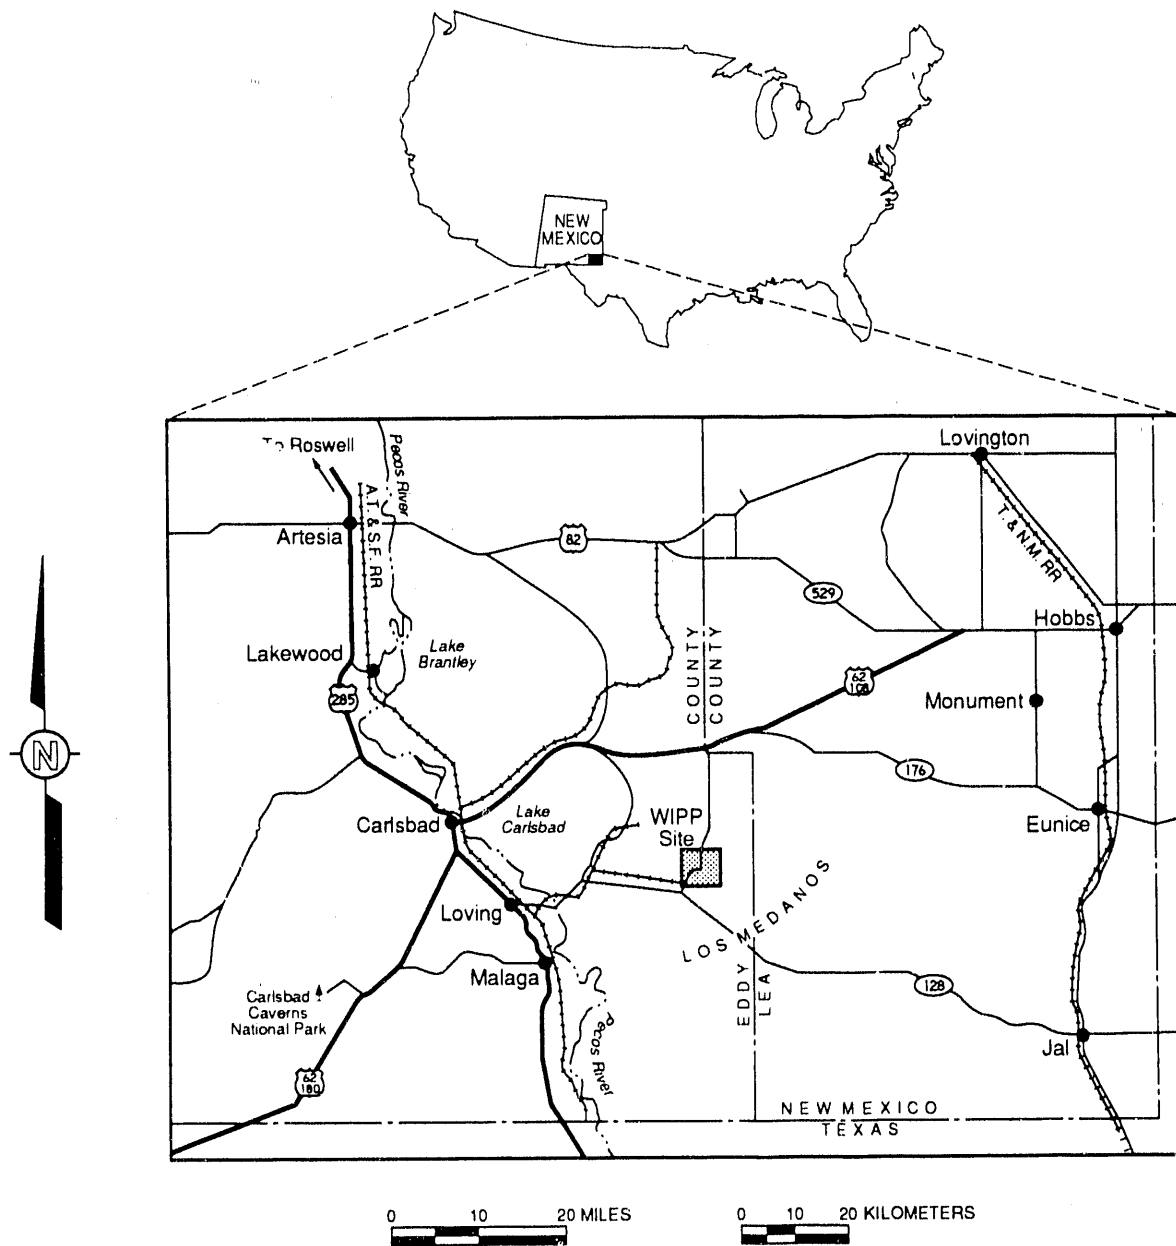 NEW
MEXICO
To Roswell
Pecos River
Lovington
A.T. & S.F. RR
Artesia
82
T. & N.M. RR
529
Hobbs
Lakewood
Lake
Brantley
COUNTY
COUNTY
285
62
108
Monument
N
176
Carlsbad
Lake
Carlsbad
WIPP
Site
Eunice
LOS MEDANOS
Loving
Malaga
EDDY
LEA
128
Carlsbad
Caverns
National Park
Pecos River
Jal
62
180
NEW MEXICO
TEXAS
0 10 20 MILES
0 10 20 KILOMETERS